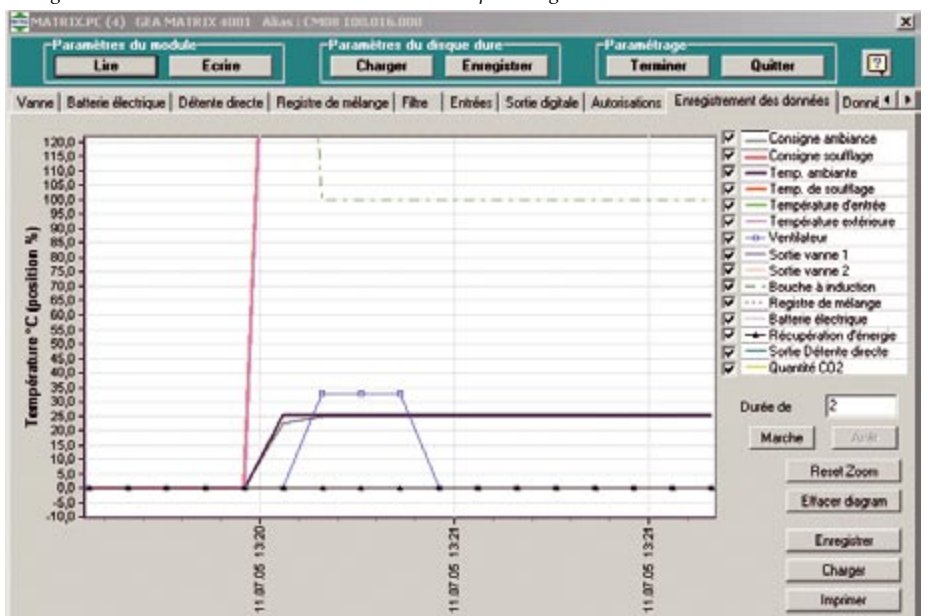 MATRIX.PC (4) GEA MATRIX 4001 Alias : CM08 100.016.000
Paramètres du module
Paramètres du disque dure
Paramétrage
Lire
Ecrire
Charger
Enregistrer
Terminer
Quitter
?
Vanne
Batterie électrique
Détente directe
Registre de mélange
Filtre
Entrées
Sortie digitale
Autorisations
Enregistrement des données
Donné
Température °C (position %)
120,0
115,0
110,0
105,0
100,0
95,0
90,0
85,0
80,0
75,0
70,0
65,0
60,0
55,0
50,0
45,0
40,0
35,0
30,0
25,0
20,0
15,0
10,0
5,0
0,0
-5,0
-10,0
11.07.05 13:20
11.07.05 13:21
11.07.05 13:21
Consigne ambiance
Consigne soufflage
Temp. ambiante
Temp. de soufflage
Température d'entrée
Température extérieure
Ventilateur
Sortie vanne 1
Sortie vanne 2
Bouche à induction
Registre de mélange
Batterie électrique
Récupération d'énergie
Sortie Détente directe
Quantité CO2
Durée de
2
Marche
Arrêt
Reset Zoom
Effacer diagram
Enregistrer
Charger
Imprimer